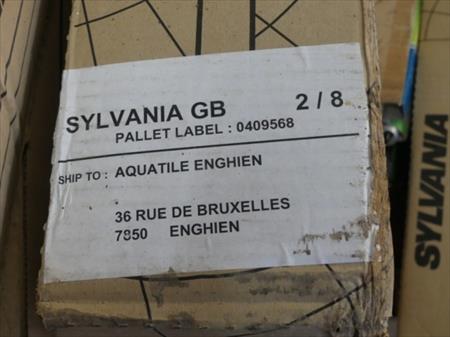 SYLVANIA GB 2 / 8
PALLET LABEL : 0409568
SHIP TO : AQUATILE ENGHIEN
36 RUE DE BRUXELLES
7850 ENGHIEN
SYLVANIA